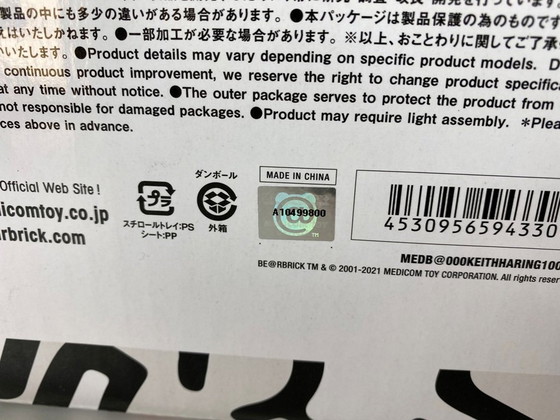 製品の中にも多少の違いがある場合があります。●本パッケージは製品保護の為のものです
えはいたしかねます。●一部加工が必要な場合があります。※以上、おことわりに関してご了承
いいたします。●Product details may vary depending on specific product models.
continuous product improvement, we reserve the right to change product
at any time without notice. ●The outer package serves to protect the product from
not responsible for damaged packages. ●Product may require light assembly.
above in advance.
Official Web Site !
icomtoy.co.jp
rbrick.com
プラ
スチロールトレイ:PS
シート:PP
ダンボール
外箱
MADE IN CHINA
A10499800
@
TM
4530956594330
MEDB@000KEITHHARING100
BE@RBRICK TM & © 2001-2021 MEDICOM TOY CORPORATION. All rights